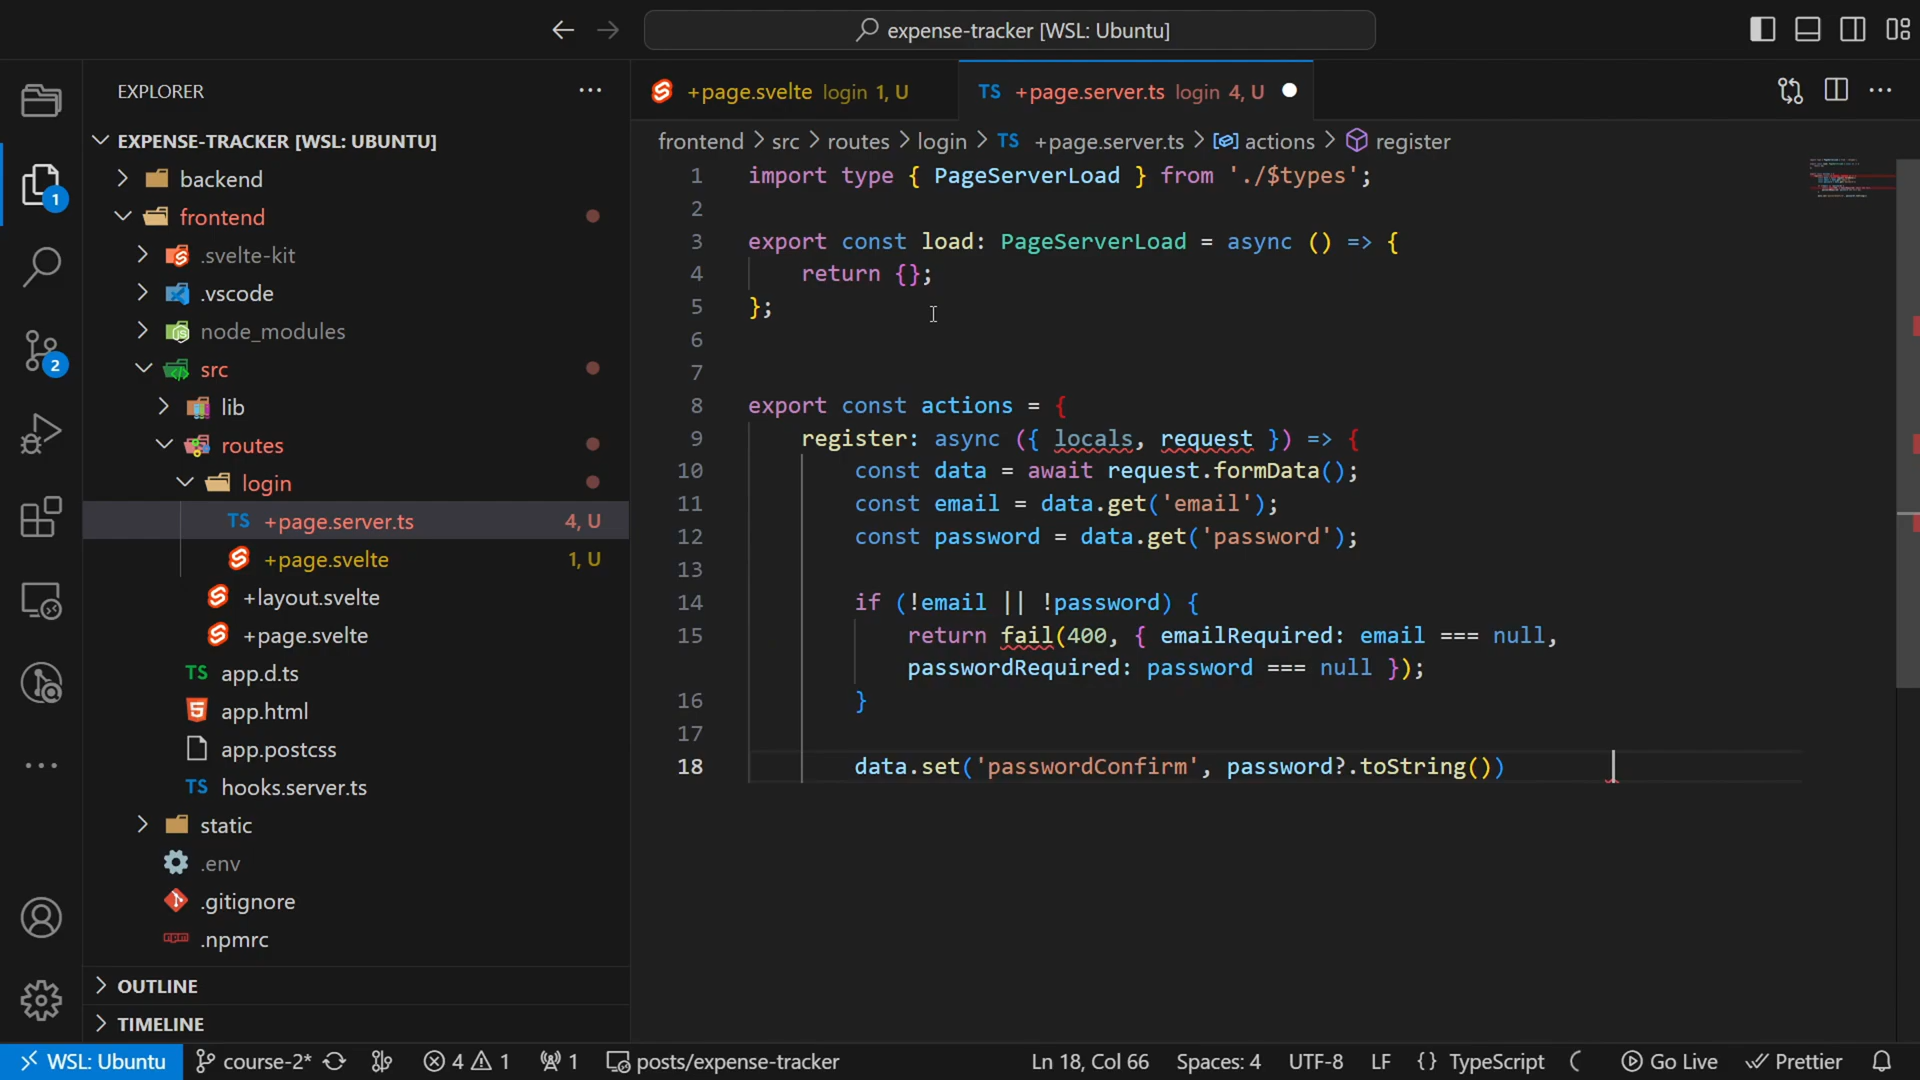 expense-tracker [WSL: Ubuntu]
EXPLORER
EXPENSE-TRACKER [WSL: UBUNTU]
backend
frontend
.svelte-kit
.vscode
node_modules
src
lib
routes
login
TS +page.server.ts 4, U
+page.svelte 1, U
+layout.svelte
+page.svelte
TS app.d.ts
app.html
app.postcss
TS hooks.server.ts
static
.env
.gitignore
npm .npmrc
OUTLINE
TIMELINE
1
2
+page.svelte login 1, U
TS +page.server.ts login 4, U
frontend > src > routes > login > TS +page.server.ts > actions > register
1 import type { PageServerLoad } from './$types';
2
3 export const load: PageServerLoad = async () => {
4 return {};
5 };
6
7
8 export const actions = {
9 register: async ({ locals, request }) => {
10 const data = await request.formData();
11 const email = data.get('email');
12 const password = data.get('password');
13
14 if (!email || !password) {
15 return fail(400, { emailRequired: email === null,
passwordRequired: password === null });
16 }
17
18 data.set('passwordConfirm', password?.toString())
WSL: Ubuntu course-2* 4 1 1 posts/expense-tracker Ln 18, Col 66 Spaces: 4 UTF-8 LF {} TypeScript Go Live Prettier